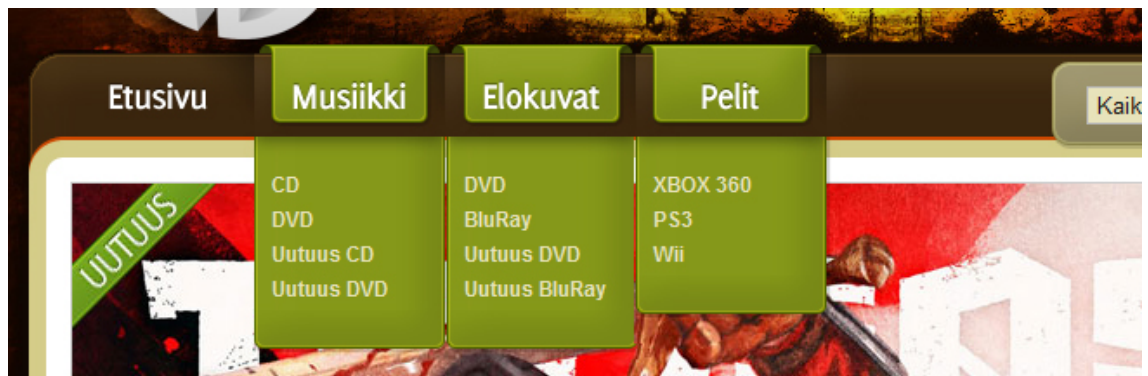 Etusivu
Musiikki
Elokuvat
Pelit
Kaik
UUTUUS
CD
DVD
Uutuus CD
Uutuus DVD
DVD
BluRay
Uutuus DVD
Uutuus BluRay
XBOX 360
PS3
Wii